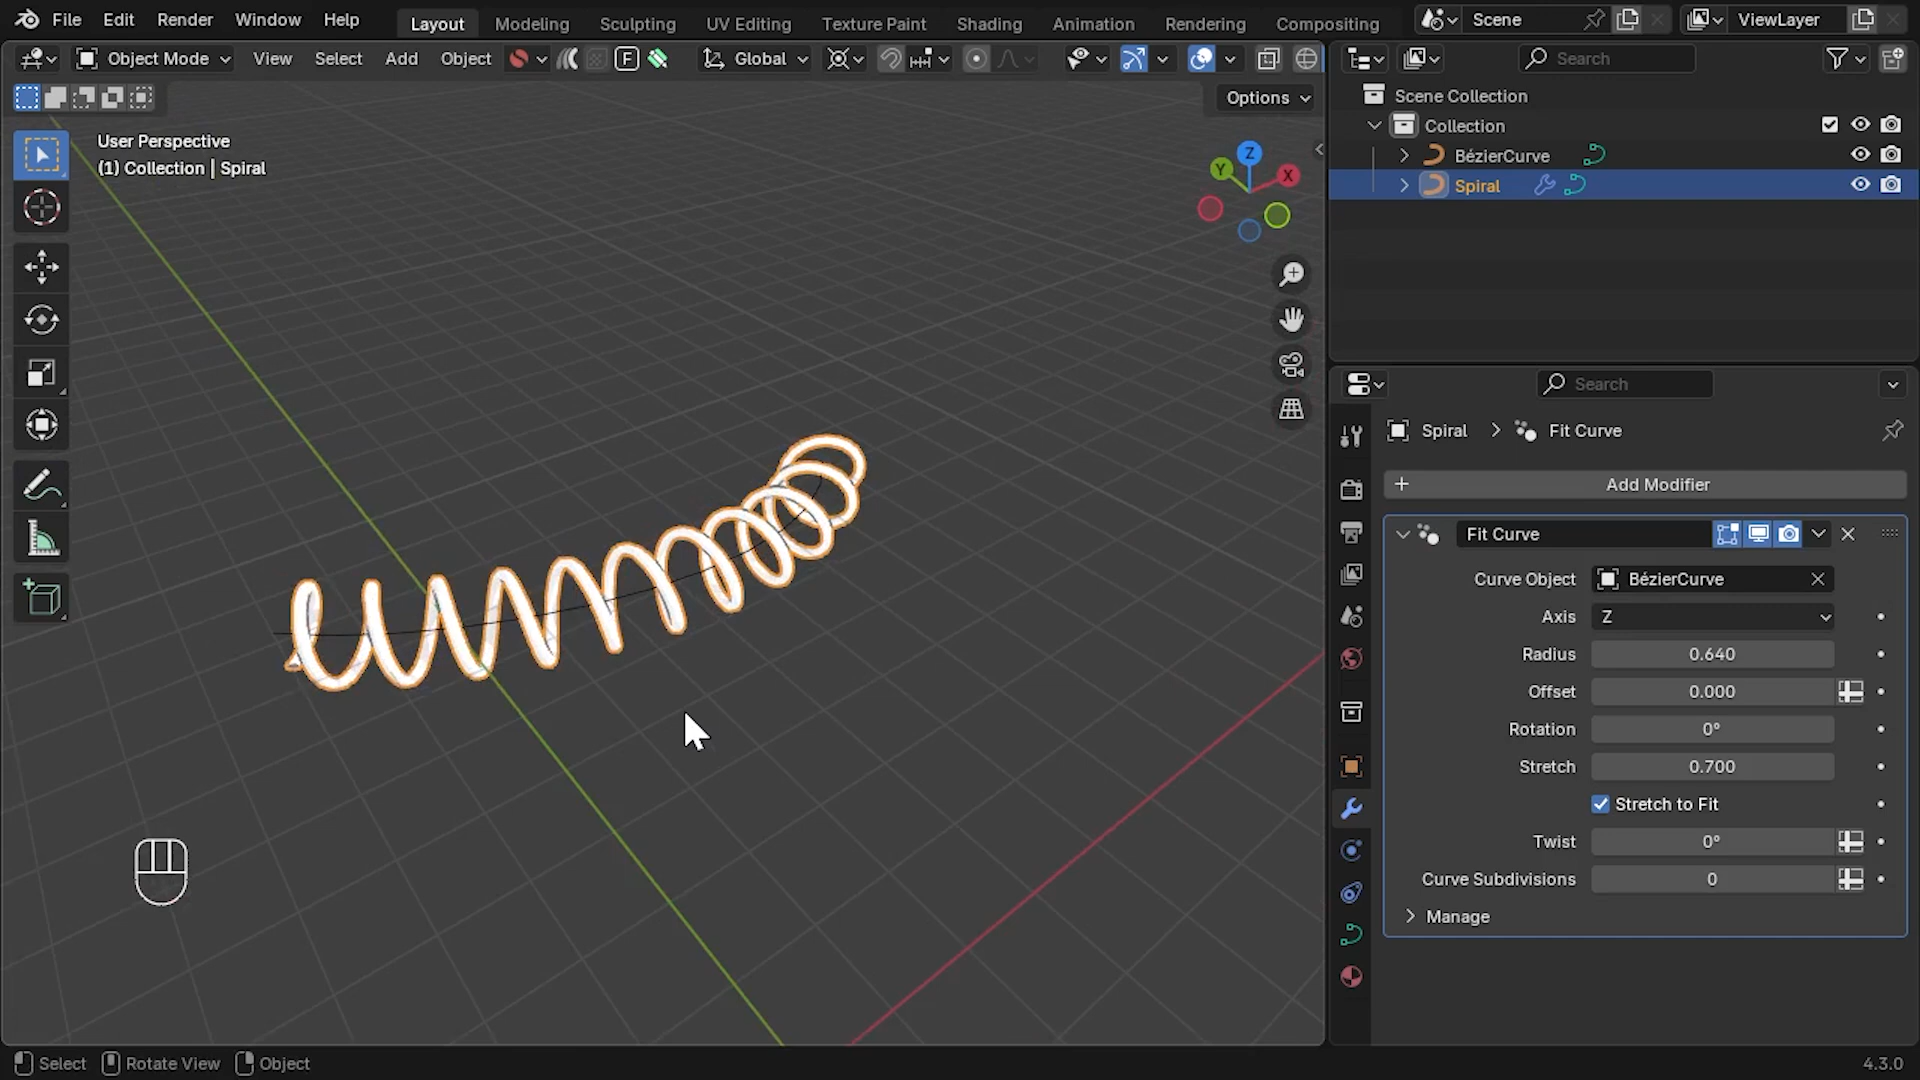 File Edit Render Window Help Layout Modeling Sculpting UV Editing Texture Paint Shading Animation Rendering Compositing Scene ViewLayer
Object Mode View Select Add Object F Global Search
Options
User Perspective
(1) Collection | Spiral
Z
Y
X
Scene Collection
Collection
BézierCurve
Spiral
Search
Spiral > Fit Curve
+ Add Modifier
Fit Curve
Curve Object BézierCurve
Axis Z
Radius 0.640
Offset 0.000
Rotation 0°
Stretch 0.700
Stretch to Fit
Twist 0°
Curve Subdivisions 0
Manage
Select Rotate View Object 4.3.0